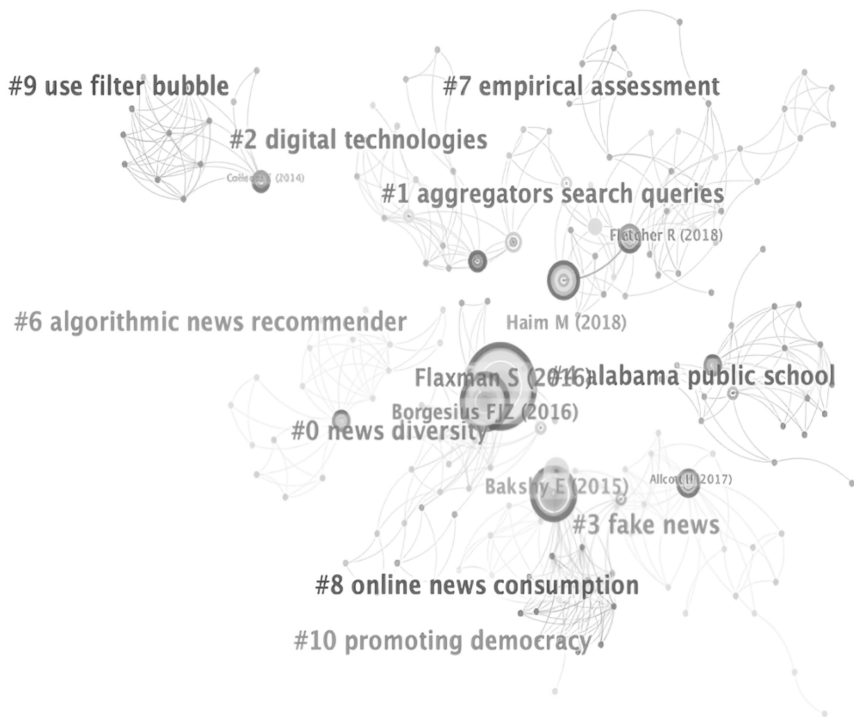 #9 use filter bubble
#7 empirical assessment
#2 digital technologies
(2014)
#1 aggregators search queries
Fletcher R (2018)
#6 algorithmic news recommender
Haim M (2018)
Flaxman S (2016)
#4 alabama public school
Borgesius FJZ (2016)
#0 news diversity
Bakshy E (2015)
Allcott H (2017)
#3 fake news
#8 online news consumption
#10 promoting democracy